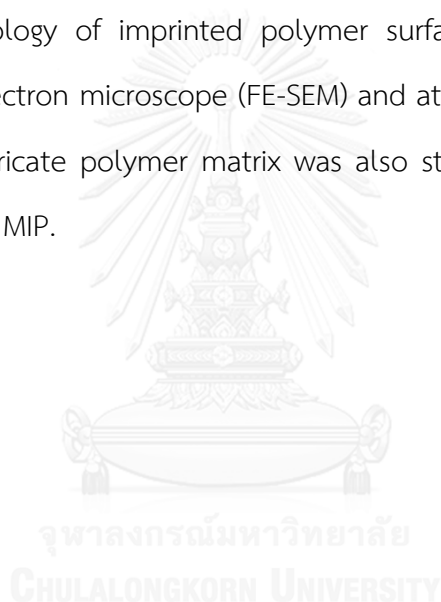 ology of imprinted polymer surfa
ectron microscope (FE-SEM) and at
ricate polymer matrix was also st
MIP.
จุฬาลงกรณ์มหาวิทยาลัย
CHULALONGKORN UNIVERSITY